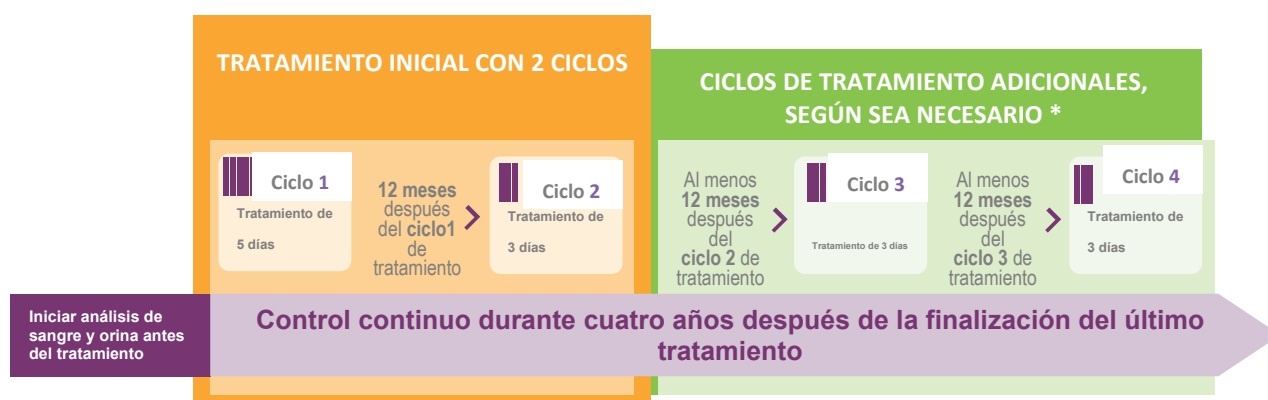 TRATAMIENTO INICIAL CON 2 CICLOS
CICLOS DE TRATAMIENTO ADICIONALES,
SEGÚN SEA NECESARIO *
Ciclo 1
Tratamiento de
5 días
12 meses
después
del ciclo1
de
tratamiento
Ciclo 2
Tratamiento de
3 días
Al menos
12 meses
después
del
ciclo 2 de
tratamiento
Ciclo 3
Tratamiento de 3 días
Al menos
12 meses
después
del
ciclo 3 de
tratamiento
Ciclo 4
Tratamiento de
3 días
Iniciar análisis de
sangre y orina antes
del tratamiento
Control continuo durante cuatro años después de la finalización del último
tratamiento